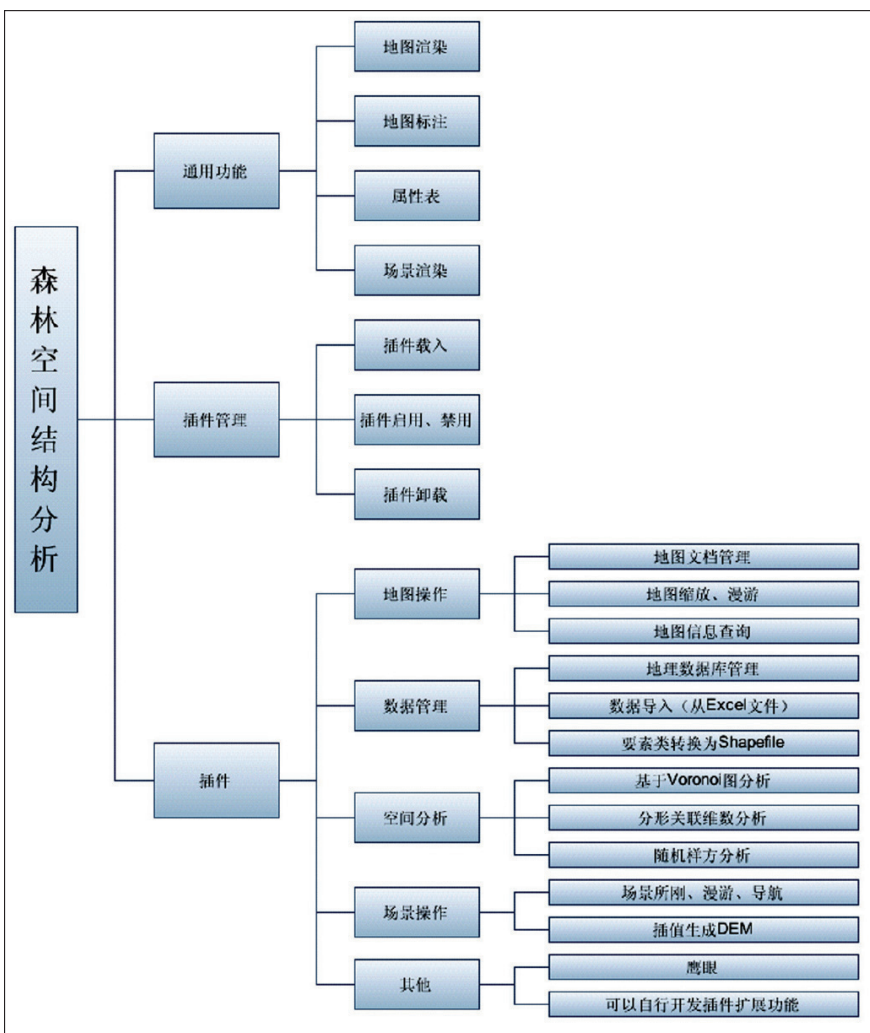 森林空间结构分析
通用功能
地图渲染
地图标注
属性表
场景渲染
插件管理
插件载入
插件启用、禁用
插件卸载
插件
地图操作
地图文档管理
地图缩放、漫游
地图信息查询
数据管理
地理数据库管理
数据导入（从Excel文件）
要素类转换为Shapefile
空间分析
基于Voronoi图分析
分形关联维数分析
随机样方分析
场景操作
场景所刚、漫游、导航
插值生成DEM
其他
鹰眼
可以自行开发插件扩展功能